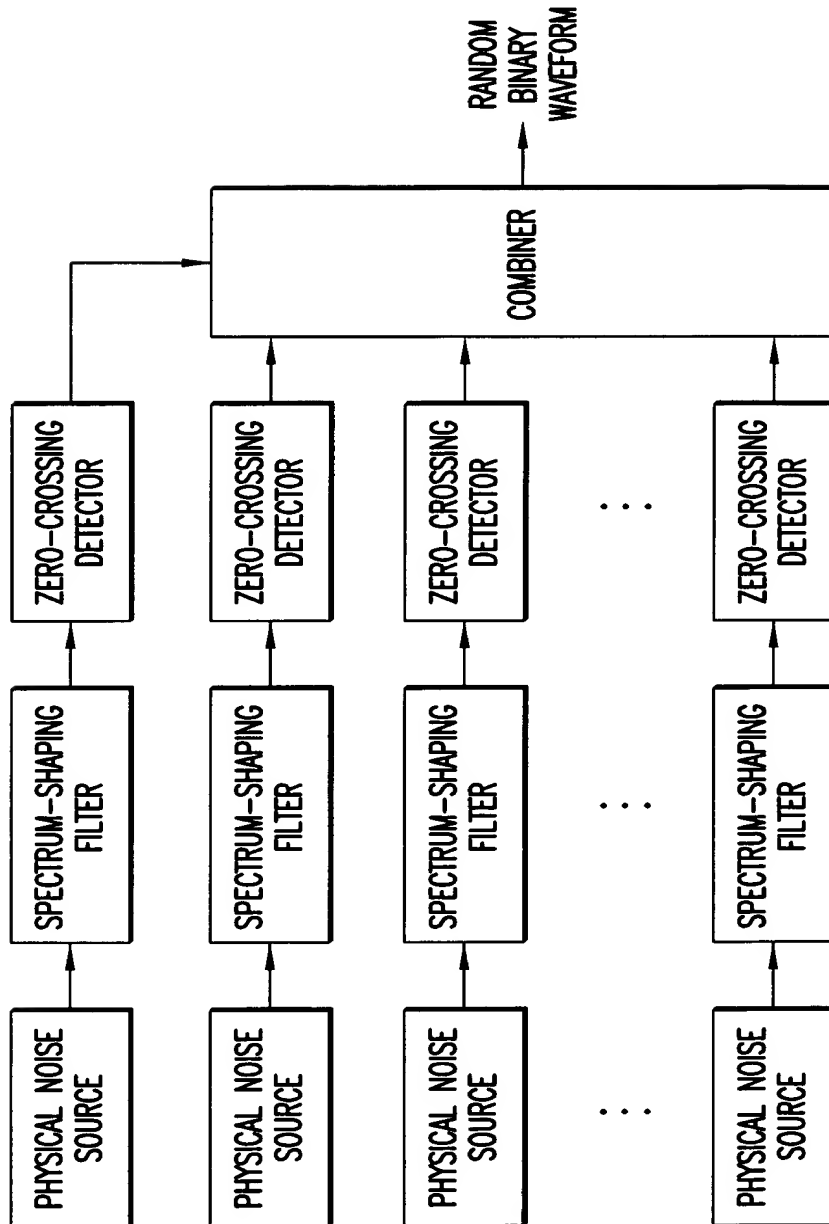 PHYSICAL NOISE
SOURCE
SPECTRUM-SHAPING
FILTER
ZERO-CROSSING
DETECTOR
PHYSICAL NOISE
SOURCE
SPECTRUM-SHAPING
FILTER
ZERO-CROSSING
DETECTOR
PHYSICAL NOISE
SOURCE
SPECTRUM-SHAPING
FILTER
ZERO-CROSSING
DETECTOR
...
...
...
PHYSICAL NOISE
SOURCE
SPECTRUM-SHAPING
FILTER
ZERO-CROSSING
DETECTOR
COMBINER
RANDOM
BINARY
WAVEFORM